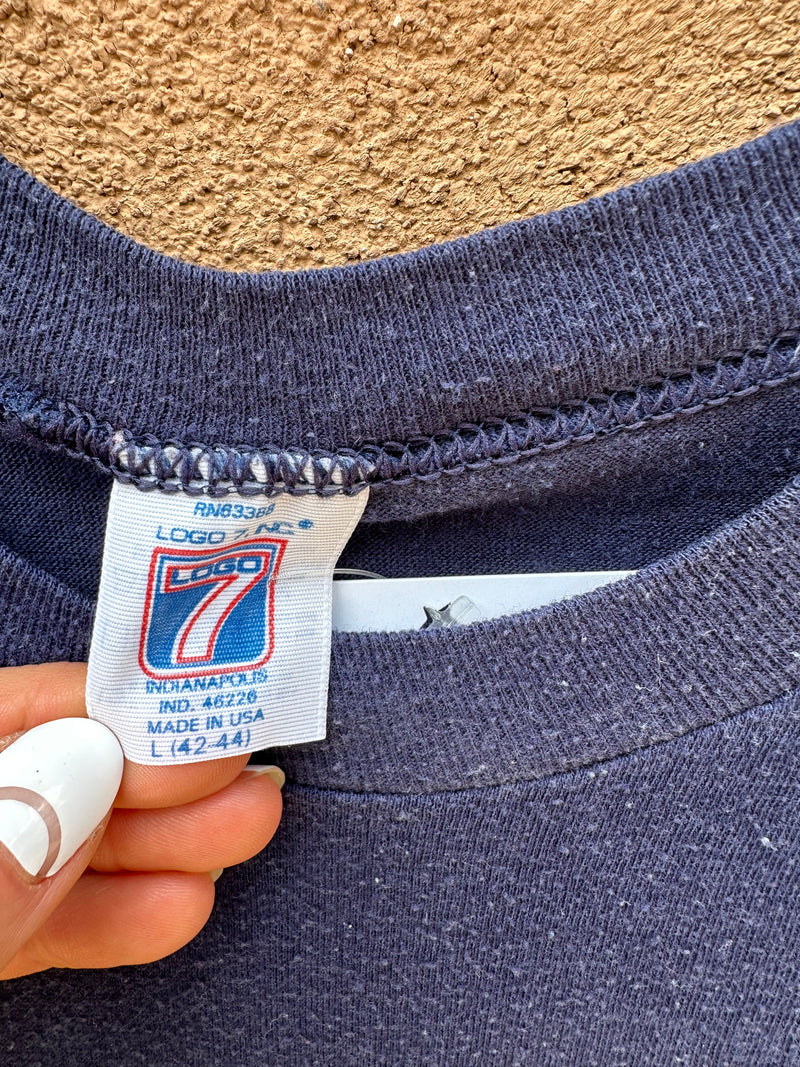 RN63388
LOGO 7, INC.®
LOGO
7
INDIANAPOLIS
IND. 46226
MADE IN USA
L (42-44)